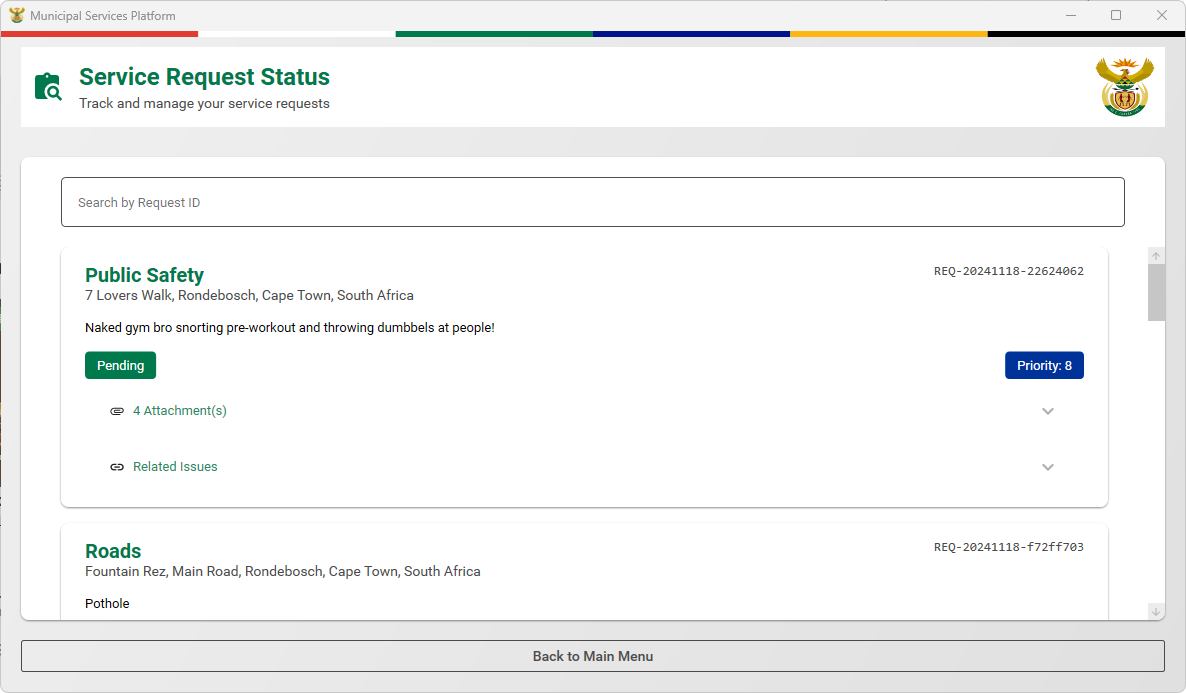 Municipal Services Platform
Service Request Status
Track and manage your service requests
Search by Request ID
Public Safety
REQ-20241118-22624062
7 Lovers Walk, Rondebosch, Cape Town, South Africa
Naked gym bro snorting pre-workout and throwing dumbbels at people!
Pending
Priority: 8
4 Attachment(s)
Related Issues
Roads
REQ-20241118-f72ff703
Fountain Rez, Main Road, Rondebosch, Cape Town, South Africa
Pothole
Back to Main Menu